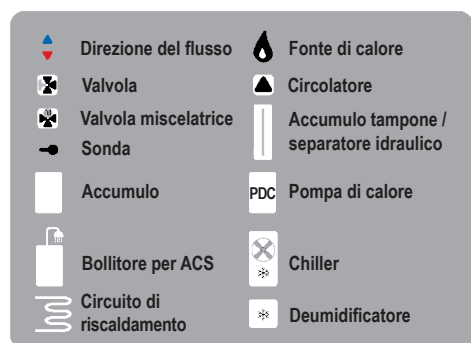 Direzione del flusso
Valvola
Valvola miscelatrice
Sonda
Accumulo
Bollitore per ACS
Circuito di
riscaldamento
Fonte di calore
Circolatore
Accumulo tampone /
separatore idraulico
PDC Pompa di calore
Chiller
Deumidificatore